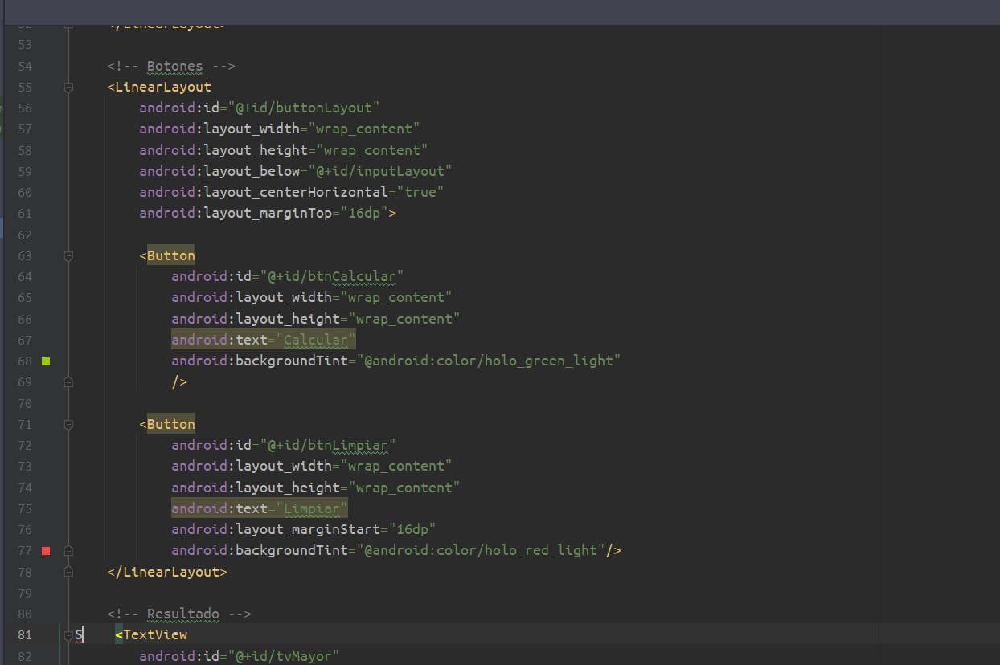 52 </LinearLayout>
53
54 <!-- Botones -->
55 <LinearLayout
56 android:id="@+id/buttonLayout"
57 android:layout_width="wrap_content"
58 android:layout_height="wrap_content"
59 android:layout_below="@+id/inputLayout"
60 android:layout_centerHorizontal="true"
61 android:layout_marginTop="16dp">
62
63 <Button
64 android:id="@+id/btnCalcular"
65 android:layout_width="wrap_content"
66 android:layout_height="wrap_content"
67 android:text="Calcular"
68 android:backgroundTint="@android:color/holo_green_light"
69 />
70
71 <Button
72 android:id="@+id/btnLimpiar"
73 android:layout_width="wrap_content"
74 android:layout_height="wrap_content"
75 android:text="Limpiar"
76 android:layout_marginStart="16dp"
77 android:backgroundTint="@android:color/holo_red_light"/>
78 </LinearLayout>
79
80 <!-- Resultado -->
81 S <TextView
82 android:id="@+id/tvMayor"